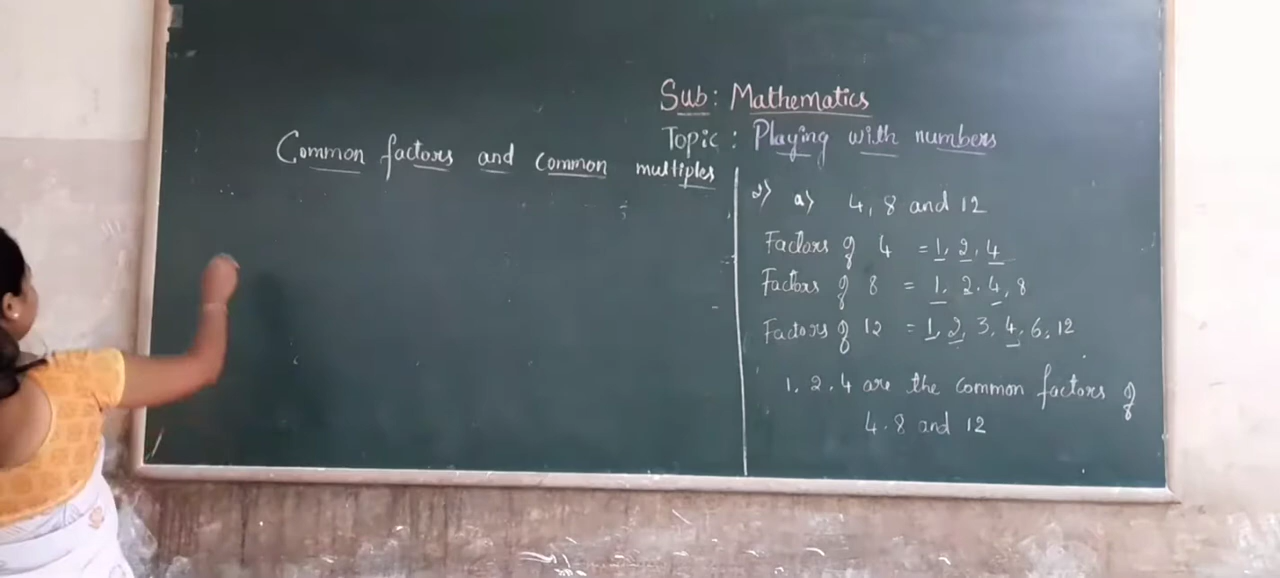 Sub: Mathematics
Topic: Playing with numbers
Common factors and common multiples
2) a) 4, 8 and 12
Factors of 4 = 1, 2, 4
Factors of 8 = 1, 2, 4, 8
Factors of 12 = 1, 2, 3, 4, 6, 12
1, 2, 4 are the common factors of
4, 8 and 12